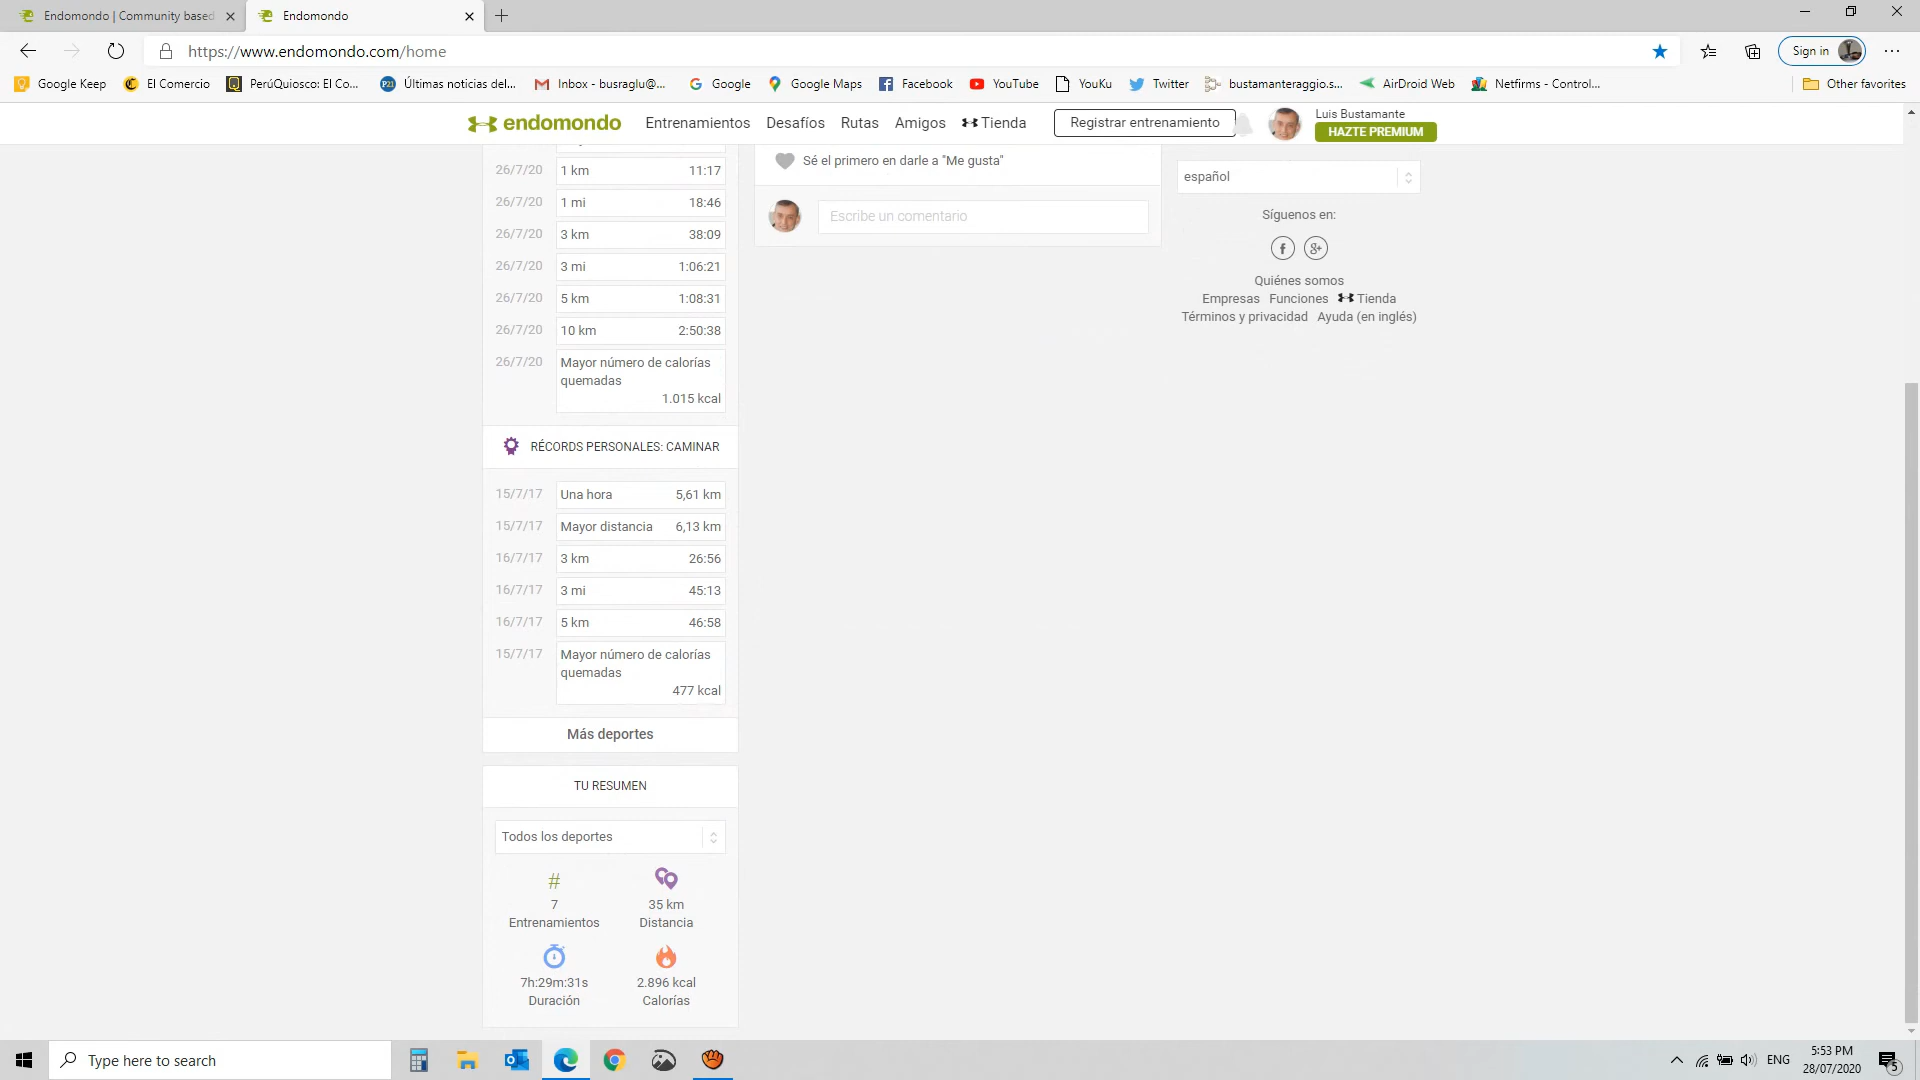 Endomondo | Community based
Endomondo
https://www.endomondo.com/home
Sign in
Google Keep
El Comercio
PerúQuiosco: El Co...
Últimas noticias del...
Inbox - busraglu@...
Google
Google Maps
Facebook
YouTube
YouKu
Twitter
bustamanteraggio.s...
AirDroid Web
Netfirms - Control...
Other favorites
endomondo
Entrenamientos
Desafíos
Rutas
Amigos
Tienda
Registrar entrenamiento
Luis Bustamante
HAZTE PREMIUM
26/7/20 1 km 11:17
26/7/20 1 mi 18:46
26/7/20 3 km 38:09
26/7/20 3 mi 1:06:21
26/7/20 5 km 1:08:31
26/7/20 10 km 2:50:38
26/7/20 Mayor número de calorías
quemadas
1.015 kcal
RÉCORDS PERSONALES: CAMINAR
15/7/17 Una hora 5,61 km
15/7/17 Mayor distancia 6,13 km
16/7/17 3 km 26:56
16/7/17 3 mi 45:13
16/7/17 5 km 46:58
15/7/17 Mayor número de calorías
quemadas
477 kcal
Más deportes
TU RESUMEN
Todos los deportes
#
7
Entrenamientos
35 km
Distancia
7h:29m:31s
Duración
2.896 kcal
Calorías
Sé el primero en darle a "Me gusta"
Escribe un comentario
español
Síguenos en:
f g+
Quiénes somos
Empresas Funciones Tienda
Términos y privacidad Ayuda (en inglés)
Type here to search
ENG
5:53 PM
28/07/2020
5